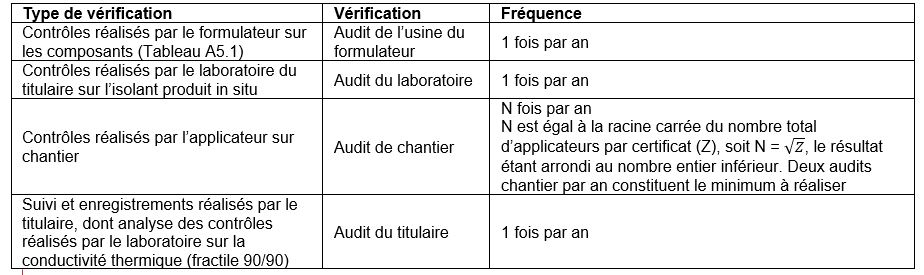 Type de vérification
Vérification
Fréquence
Contrôles réalisés par le formulateur sur
les composants (Tableau A5.1)
Audit de l'usine du
formulateur
1 fois par an
Contrôles réalisés par le laboratoire du
titulaire sur l'isolant produit in situ
Audit du laboratoire
1 fois par an
Contrôles réalisés par l'applicateur sur
chantier
Audit de chantier
N fois par an
N est égal à la racine carrée du nombre total
d'applicateurs par certificat (Z), soit N = √Z, le résultat
étant arrondi au nombre entier inférieur. Deux audits
chantier par an constituent le minimum à réaliser
Suivi et enregistrements réalisés par le
titulaire, dont analyse des contrôles
réalisés par le laboratoire sur la
conductivité thermique (fractile 90/90)
Audit du titulaire
1 fois par an